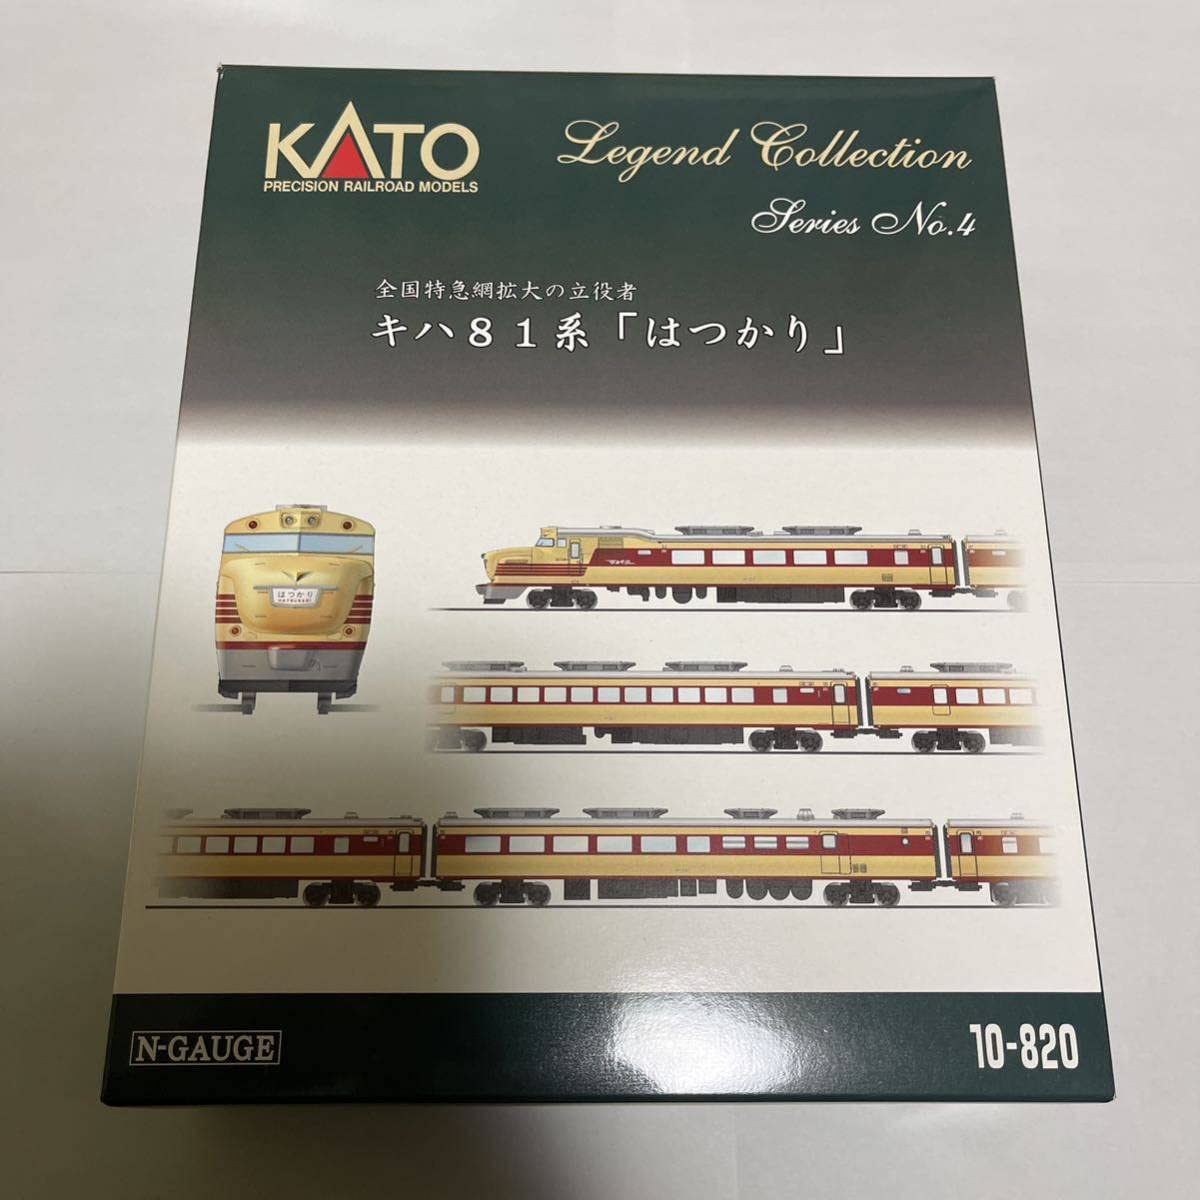 KATO
PRECISION RAILROAD MODELS
Legend Collection
Series No.4
全国特急網拡大の立役者
キハ８１系「はつかり」
はつかり
HATSUKARI
N-GAUGE
10-820